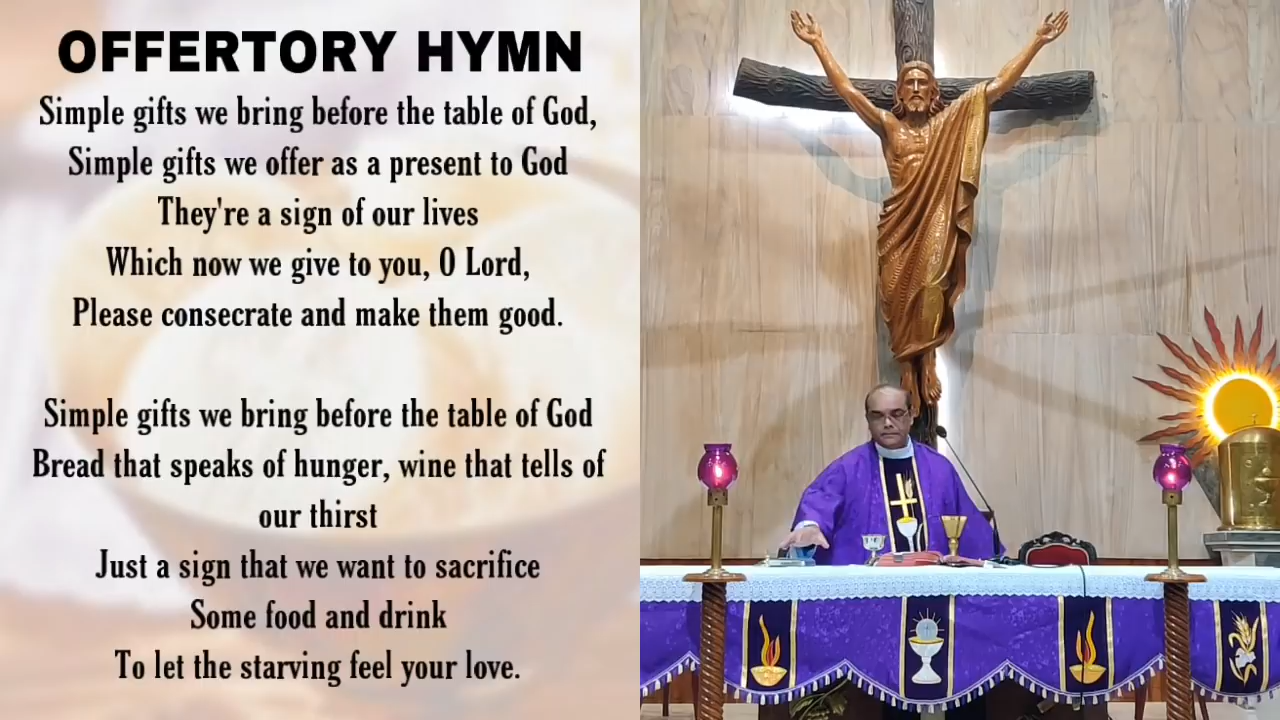 OFFERTORY HYMN
Simple gifts we bring before the table of God,
Simple gifts we offer as a present to God
They're a sign of our lives
Which now we give to you, O Lord,
Please consecrate and make them good.
Simple gifts we bring before the table of God
Bread that speaks of hunger, wine that tells of
our thirst
Just a sign that we want to sacrifice
Some food and drink
To let the starving feel your love.